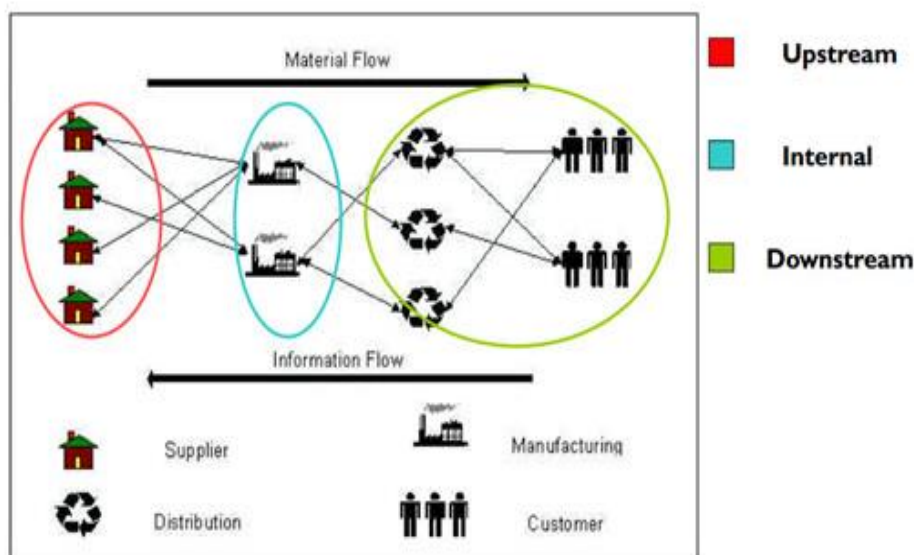 Material Flow
Upstream
Internal
Downstream
Information Flow
Supplier
Manufacturing
Distribution
Customer